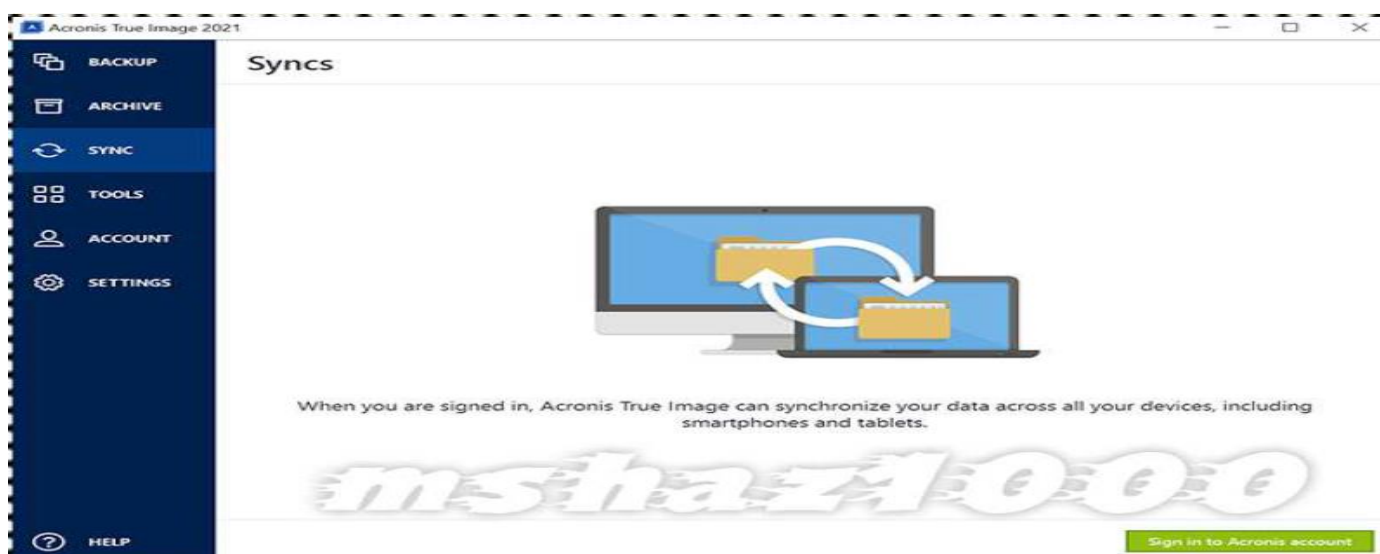 Acronis True Image 2021
BACKUP
Syncs
ARCHIVE
SYNC
TOOLS
ACCOUNT
SETTINGS
When you are signed in, Acronis True Image can synchronize your data across all your devices, including
smartphones and tablets.
mshaz1000
HELP
Sign in to Acronis account